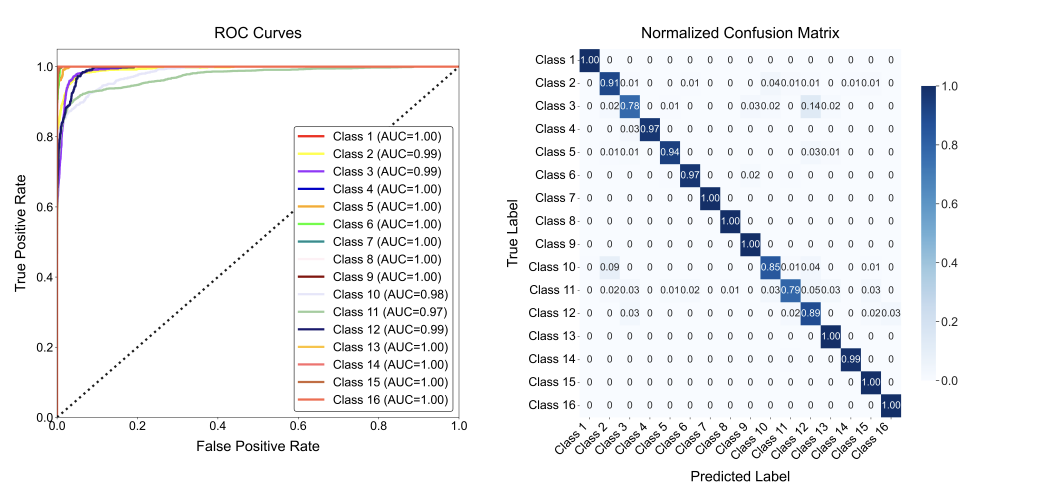 ROC Curves
True Positive Rate
1.0
0.8
0.6
0.4
0.2
0.0
0.0 0.2 0.4 0.6 0.8 1.0
False Positive Rate
Class 1 (AUC=1.00)
Class 2 (AUC=0.99)
Class 3 (AUC=0.99)
Class 4 (AUC=1.00)
Class 5 (AUC=1.00)
Class 6 (AUC=1.00)
Class 7 (AUC=1.00)
Class 8 (AUC=1.00)
Class 9 (AUC=1.00)
Class 10 (AUC=0.98)
Class 11 (AUC=0.97)
Class 12 (AUC=0.99)
Class 13 (AUC=1.00)
Class 14 (AUC=1.00)
Class 15 (AUC=1.00)
Class 16 (AUC=1.00)
Normalized Confusion Matrix
True Label
Class 1 1.00 0 0 0 0 0 0 0 0 0 0 0 0 0 0 0
Class 2 0 0.91 0.01 0 0 0.01 0 0 0 0.04 0.01 0.01 0 0.01 0.01 0
Class 3 0 0.02 0.78 0 0.01 0 0 0 0.03 0.02 0 0.14 0.02 0 0 0
Class 4 0 0 0.03 0.97 0 0 0 0 0 0 0 0 0 0 0 0
Class 5 0 0.01 0.01 0 0.94 0 0 0 0 0 0 0.03 0.01 0 0 0
Class 6 0 0 0 0 0 0.97 0 0 0.02 0 0 0 0 0 0 0
Class 7 0 0 0 0 0 0 1.00 0 0 0 0 0 0 0 0 0
Class 8 0 0 0 0 0 0 0 1.00 0 0 0 0 0 0 0 0
Class 9 0 0 0 0 0 0 0 0 1.00 0 0 0 0 0 0 0
Class 10 0 0.09 0 0 0 0 0 0 0 0.85 0.01 0.04 0 0 0.01 0
Class 11 0 0.02 0.03 0 0.01 0.02 0 0.01 0 0.03 0.79 0.05 0.03 0 0.03 0
Class 12 0 0 0.03 0 0 0 0 0 0 0 0.02 0.89 0 0 0.02 0.03
Class 13 0 0 0 0 0 0 0 0 0 0 0 0 1.00 0 0 0
Class 14 0 0 0 0 0 0 0 0 0 0 0 0 0 0.99 0 0
Class 15 0 0 0 0 0 0 0 0 0 0 0 0 0 0 1.00 0
Class 16 0 0 0 0 0 0 0 0 0 0 0 0 0 0 0 1.00
Class 1 Class 2 Class 3 Class 4 Class 5 Class 6 Class 7 Class 8 Class 9 Class 10 Class 11 Class 12 Class 13 Class 14 Class 15 Class 16
Predicted Label
1.0
0.8
0.6
0.4
0.2
0.0